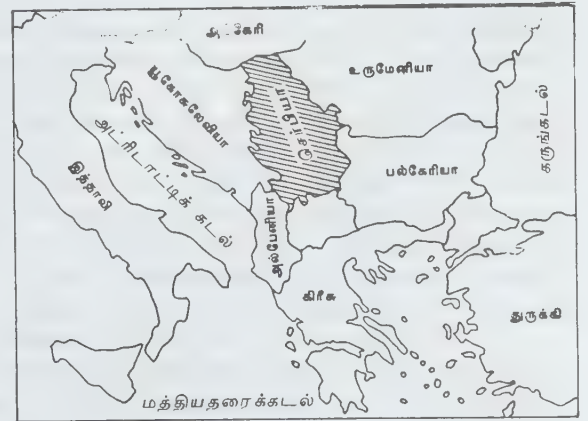 உருமேனியா
யூகோசுலேவியா
சேர்பியா
கருங்கடல்
அட்ரிடாட்டிக் கடல்
இத்தாலி
பல்கேரியா
அல்பேனியா
கிரீசு
துருக்கி
மத்தியதரைக்கடல்